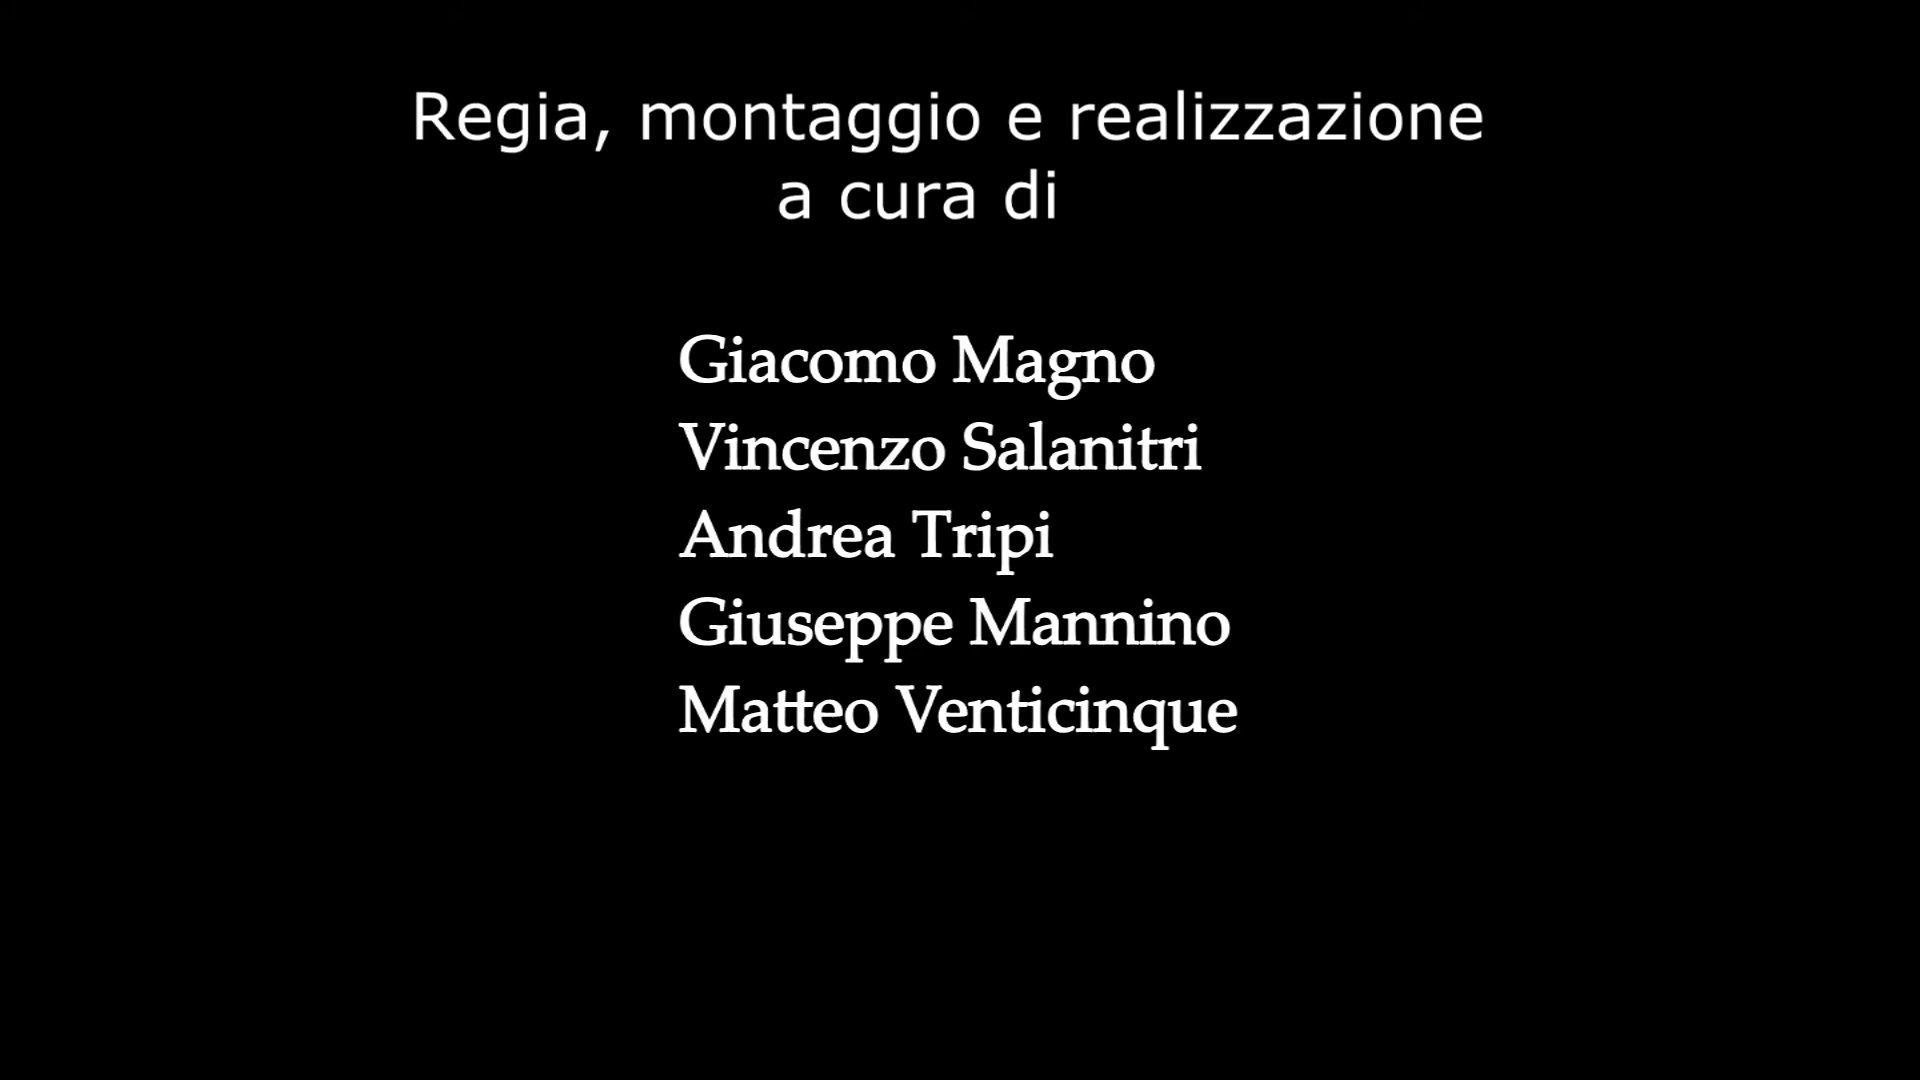 Regia, montaggio e realizzazione
a cura di
Giacomo Magno
Vincenzo Salanitri
Andrea Tripi
Giuseppe Mannino
Matteo Venticinque